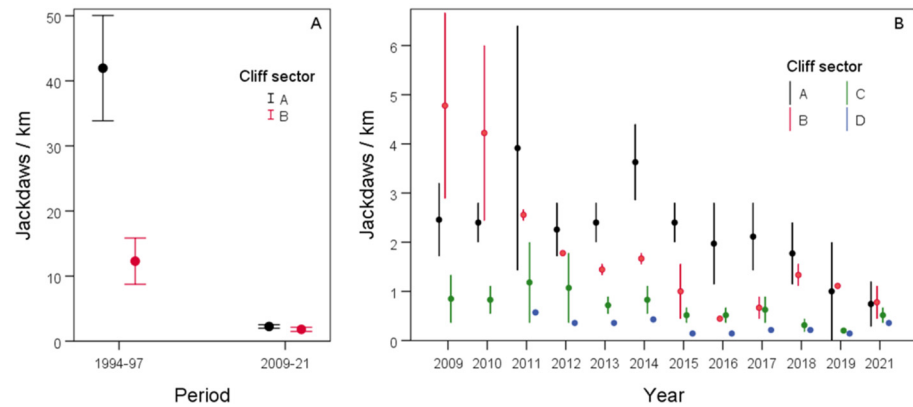 A
50
40
30
20
10
0
Jackdaws / km
Cliff sector
A
B
1994-97 2009-21
Period
B
6
5
4
3
2
1
0
Jackdaws / km
Cliff sector
A C
B D
2009 2010 2011 2012 2013 2014 2015 2016 2017 2018 2019 2021
Year